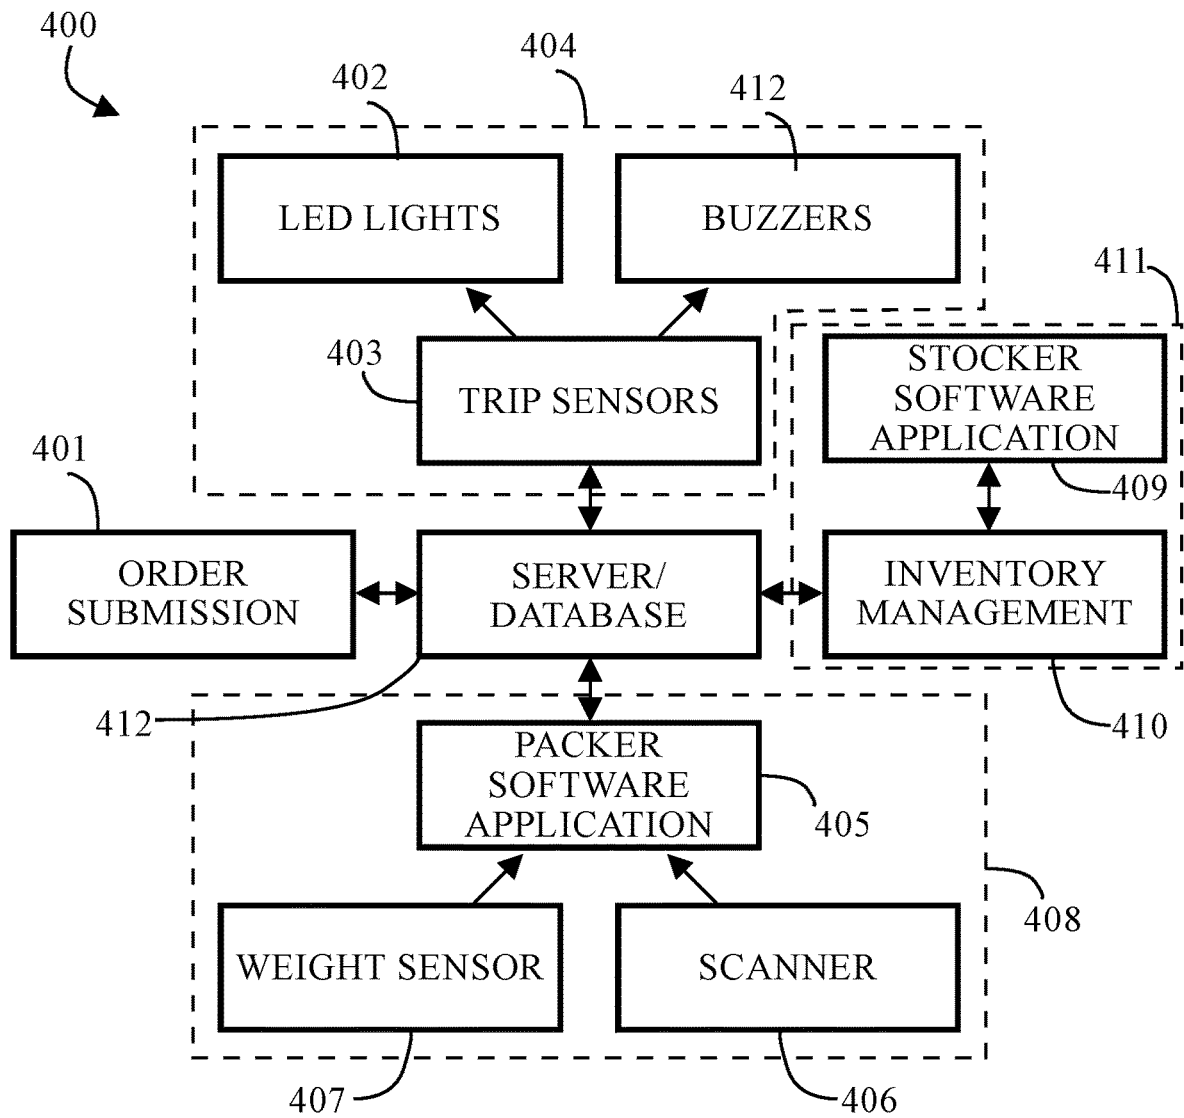 400
404
402
412
LED LIGHTS
BUZZERS
411
403
TRIP SENSORS
STOCKER
SOFTWARE
APPLICATION
401
409
ORDER
SUBMISSION
SERVER/
DATABASE
INVENTORY
MANAGEMENT
412
410
PACKER
SOFTWARE
APPLICATION
405
408
WEIGHT SENSOR
SCANNER
407
406